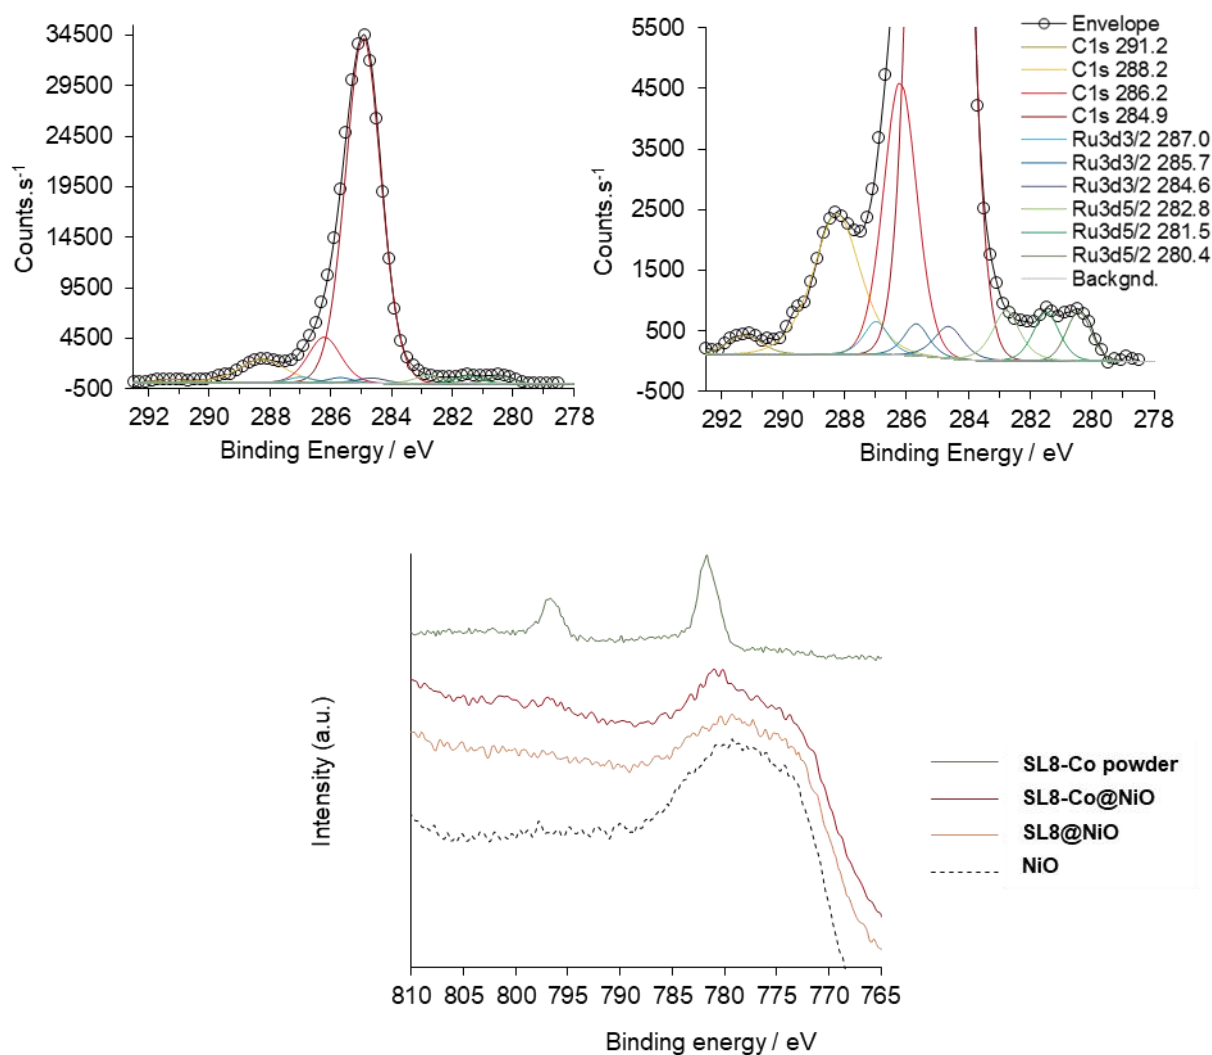 34500
29500
24500
19500
14500
9500
4500
-500
Counts.s-1
292 290 288 286 284 282 280 278
Binding Energy / eV
5500
4500
3500
2500
1500
500
-500
Counts.s-1
292 290 288 286 284 282 280 278
Binding Energy / eV
Envelope
C1s 291.2
C1s 288.2
C1s 286.2
C1s 284.9
Ru3d3/2 287.0
Ru3d3/2 285.7
Ru3d3/2 284.6
Ru3d5/2 282.8
Ru3d5/2 281.5
Ru3d5/2 280.4
Backgnd.
Intensity (a.u.)
810 805 800 795 790 785 780 775 770 765
Binding energy / eV
SL8-Co powder
SL8-Co@NiO
SL8@NiO
NiO